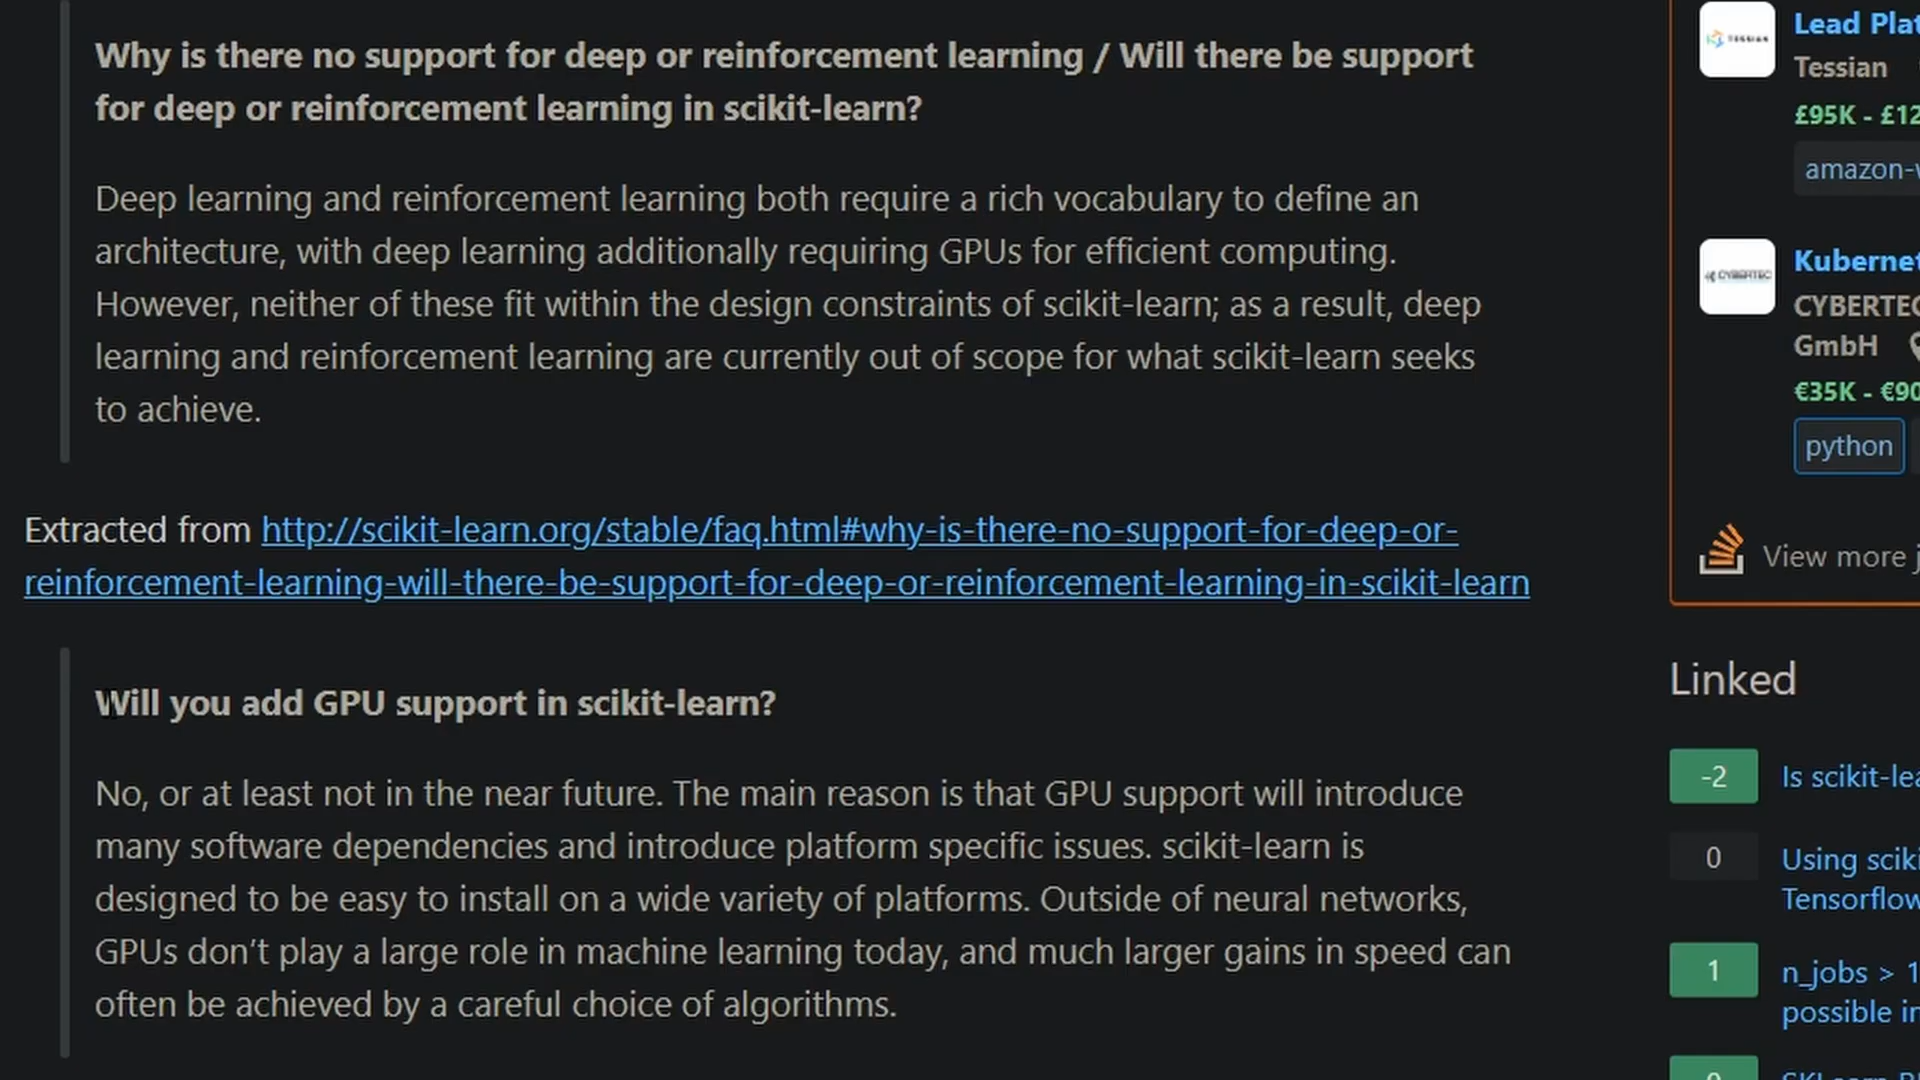 Why is there no support for deep or reinforcement learning / Will there be support
for deep or reinforcement learning in scikit-learn?
Deep learning and reinforcement learning both require a rich vocabulary to define an
architecture, with deep learning additionally requiring GPUs for efficient computing.
However, neither of these fit within the design constraints of scikit-learn; as a result, deep
learning and reinforcement learning are currently out of scope for what scikit-learn seeks
to achieve.
Extracted from http://scikit-learn.org/stable/faq.html#why-is-there-no-support-for-deep-or-
reinforcement-learning-will-there-be-support-for-deep-or-reinforcement-learning-in-scikit-learn
Will you add GPU support in scikit-learn?
No, or at least not in the near future. The main reason is that GPU support will introduce
many software dependencies and introduce platform specific issues. scikit-learn is
designed to be easy to install on a wide variety of platforms. Outside of neural networks,
GPUs don’t play a large role in machine learning today, and much larger gains in speed can
often be achieved by a careful choice of algorithms.
TESSIAN
Lead Plat
Tessian
£95K - £12
amazon-w
CYBERTEC
Kubernet
CYBERTEC
GmbH
€35K - €90
python
View more j
Linked
-2 Is scikit-lea
0 Using sciki
Tensorflow
1 n_jobs > 1
possible in